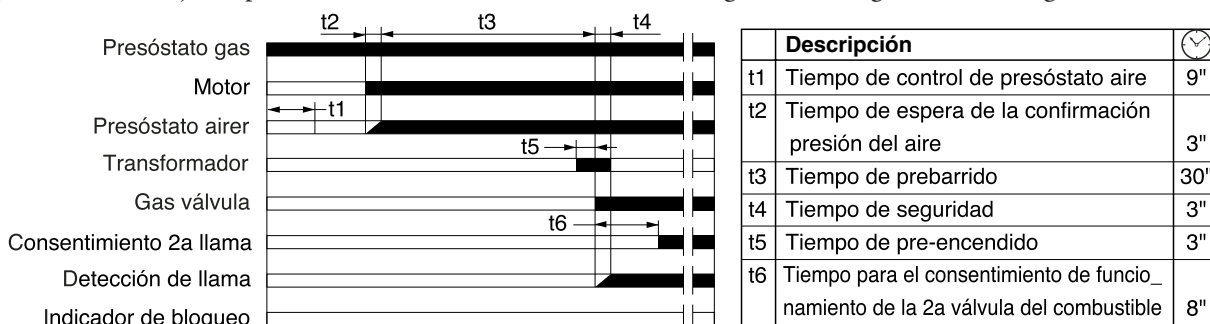 t2 t3 t4
Presóstato gas
Motor
t1
Presóstato airer
t5
Transformador
Gas válvula
t6
Consentimiento 2a llama
Detección de llama
Indicador de bloqueo
Descripción
t1 Tiempo de control de presóstato aire 9"
t2 Tiempo de espera de la confirmación
presión del aire 3"
t3 Tiempo de prebarrido 30"
t4 Tiempo de seguridad 3"
t5 Tiempo de pre-encendido 3"
t6 Tiempo para el consentimiento de funcio_
namiento de la 2a válvula del combustible 8"